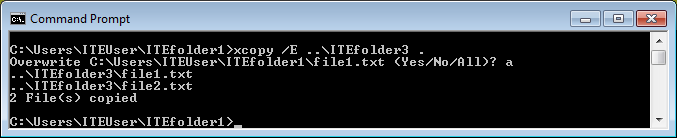 Command Prompt
C:\Users\ITEUser\ITEfolder1>xcopy /E ..\ITEfolder3 .
Overwrite C:\Users\ITEUser\ITEfolder1\file1.txt (Yes/No/All)? a
..\ITEfolder3\file1.txt
..\ITEfolder3\file2.txt
2 File(s) copied
C:\Users\ITEUser\ITEfolder1>_